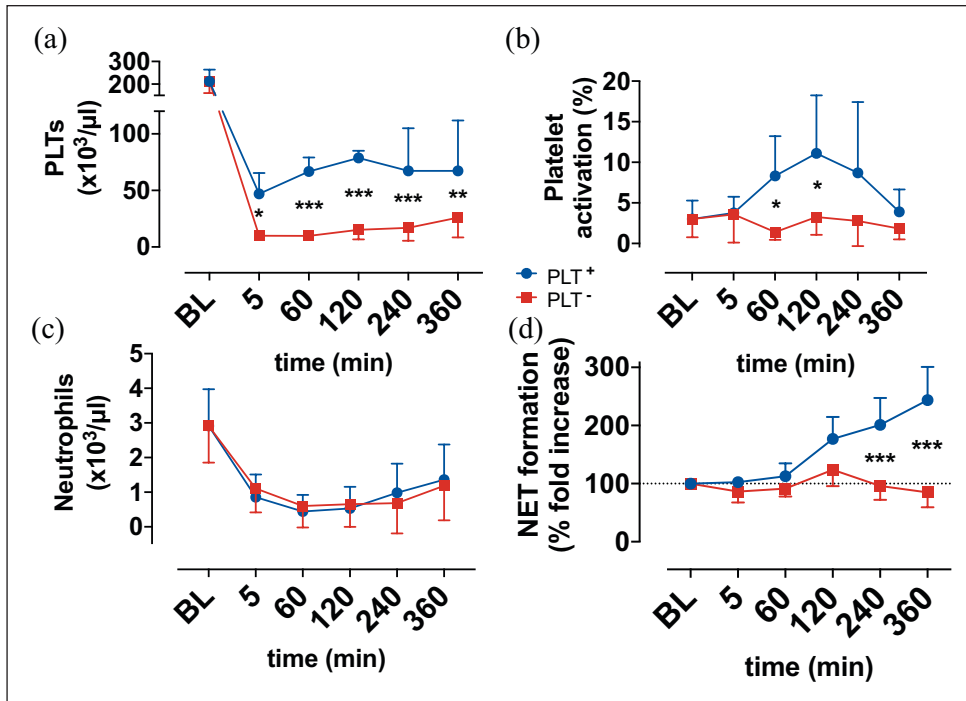 (a)
300
200
100
50
0
PLTs
(x10³/µl)
*
***
***
***
**
BL
5
60
120
240
360
time (min)
(b)
20
15
10
5
0
Platelet
activation (%)
*
*
BL
5
60
120
240
360
time (min)
PLT⁺
PLT⁻
(c)
5
4
3
2
1
0
Neutrophils
(x10³/µl)
BL
5
60
120
240
360
time (min)
(d)
300
200
100
100
NET formation
(% fold increase)
***
***
BL
5
60
120
240
360
time (min)